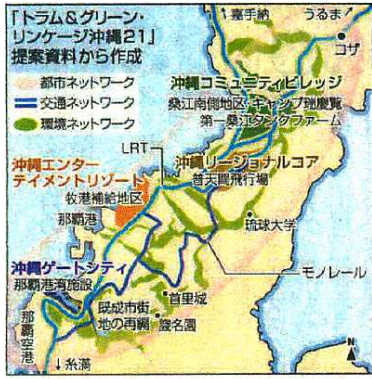 「トラム&グリーン・
リンケージ沖縄21」
提案資料から作成
都市ネットワーク
交通ネットワーク
環境ネットワーク
↑嘉手納
うるま↗
コザ
沖縄コミュニティビレッジ
桑江南側地区・キャンプ瑞慶覧
第一桑江タンクファーム
LRT
沖縄エンター
テイメントリゾート
牧港補給地区
沖縄リージョナルコア
普天間飛行場
那覇港
琉球大学
沖縄ゲートシティ
那覇港湾施設
モノレール
首里城
既成市街
地の再編
識名園
那覇空港
↓糸満
N